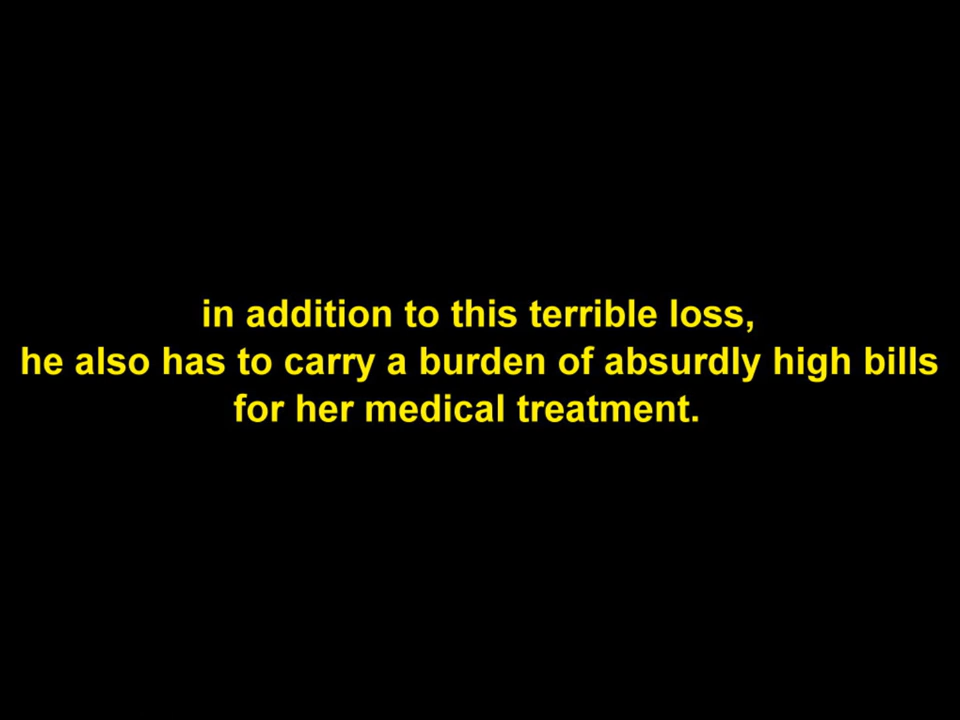 in addition to this terrible loss,
he also has to carry a burden of absurdly high bills
for her medical treatment.